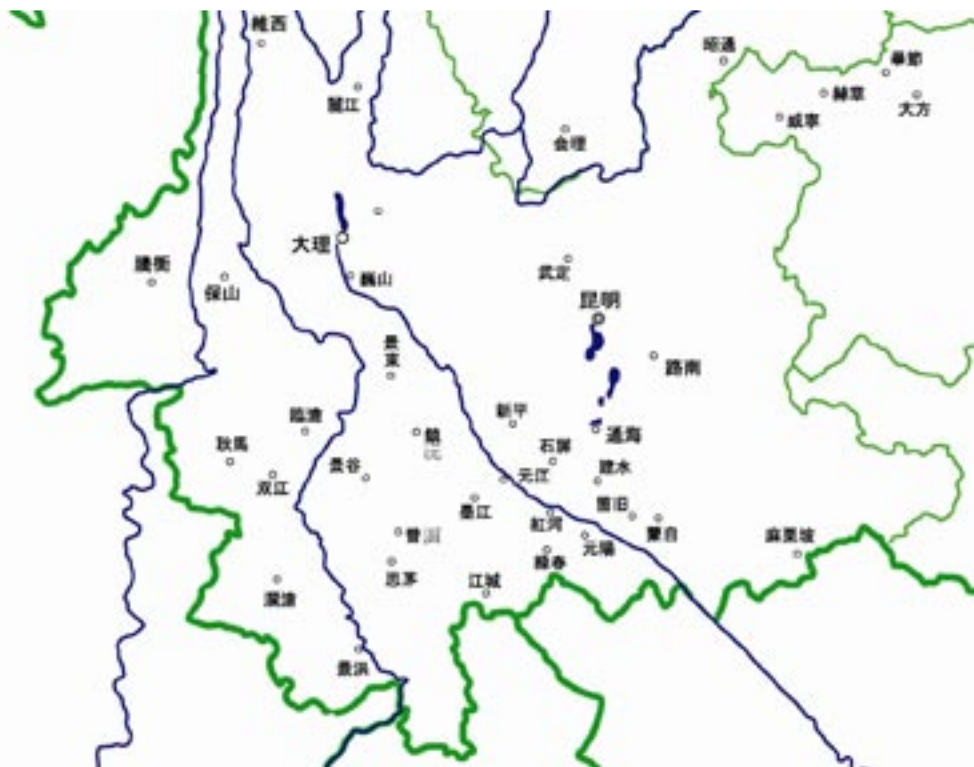 維西
昭通
畢節
麗江
赫章
大方
威寧
会理
大理
武定
騰衝
保山
巍山
昆明
景
東
路南
新平
臨滄
鎮
沅
通海
石屏
耿馬
双江
景谷
元江
建水
墨江
箇旧
紅河
蒙自
普洱
元陽
麻栗坡
緑春
思茅
江城
瀾滄
景洪